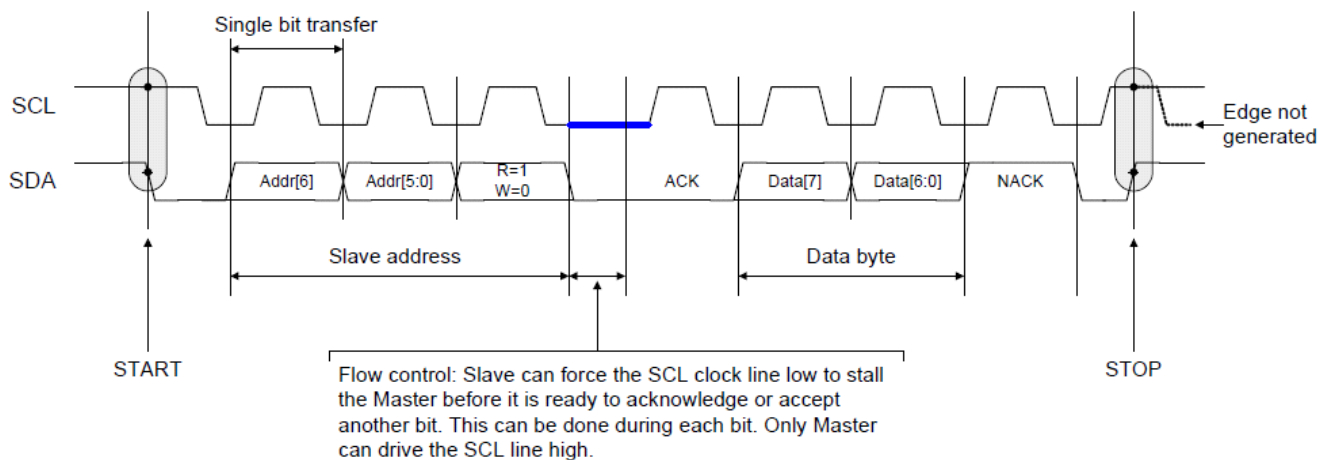 Single bit transfer
SCL
Edge not
generated
SDA
Addr[6]
Addr[5:0]
R=1
W=0
ACK
Data[7]
Data[6:0]
NACK
Slave address
Data byte
START
STOP
Flow control: Slave can force the SCL clock line low to stall
the Master before it is ready to acknowledge or accept
another bit. This can be done during each bit. Only Master
can drive the SCL line high.